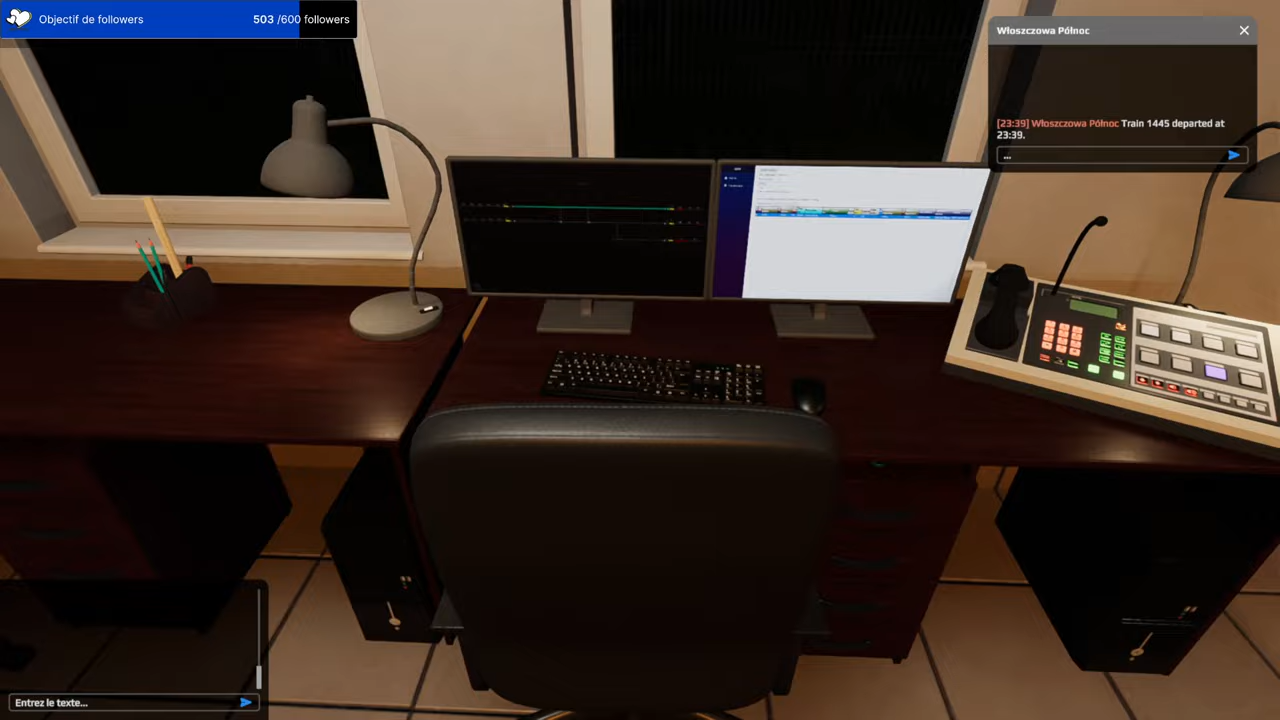 Objectif de followers
503 /600 followers
Włoszczowa Północ
[23:39] Włoszczowa Północ Train 1445 departed at
23:39.
...
Entrez le texte...